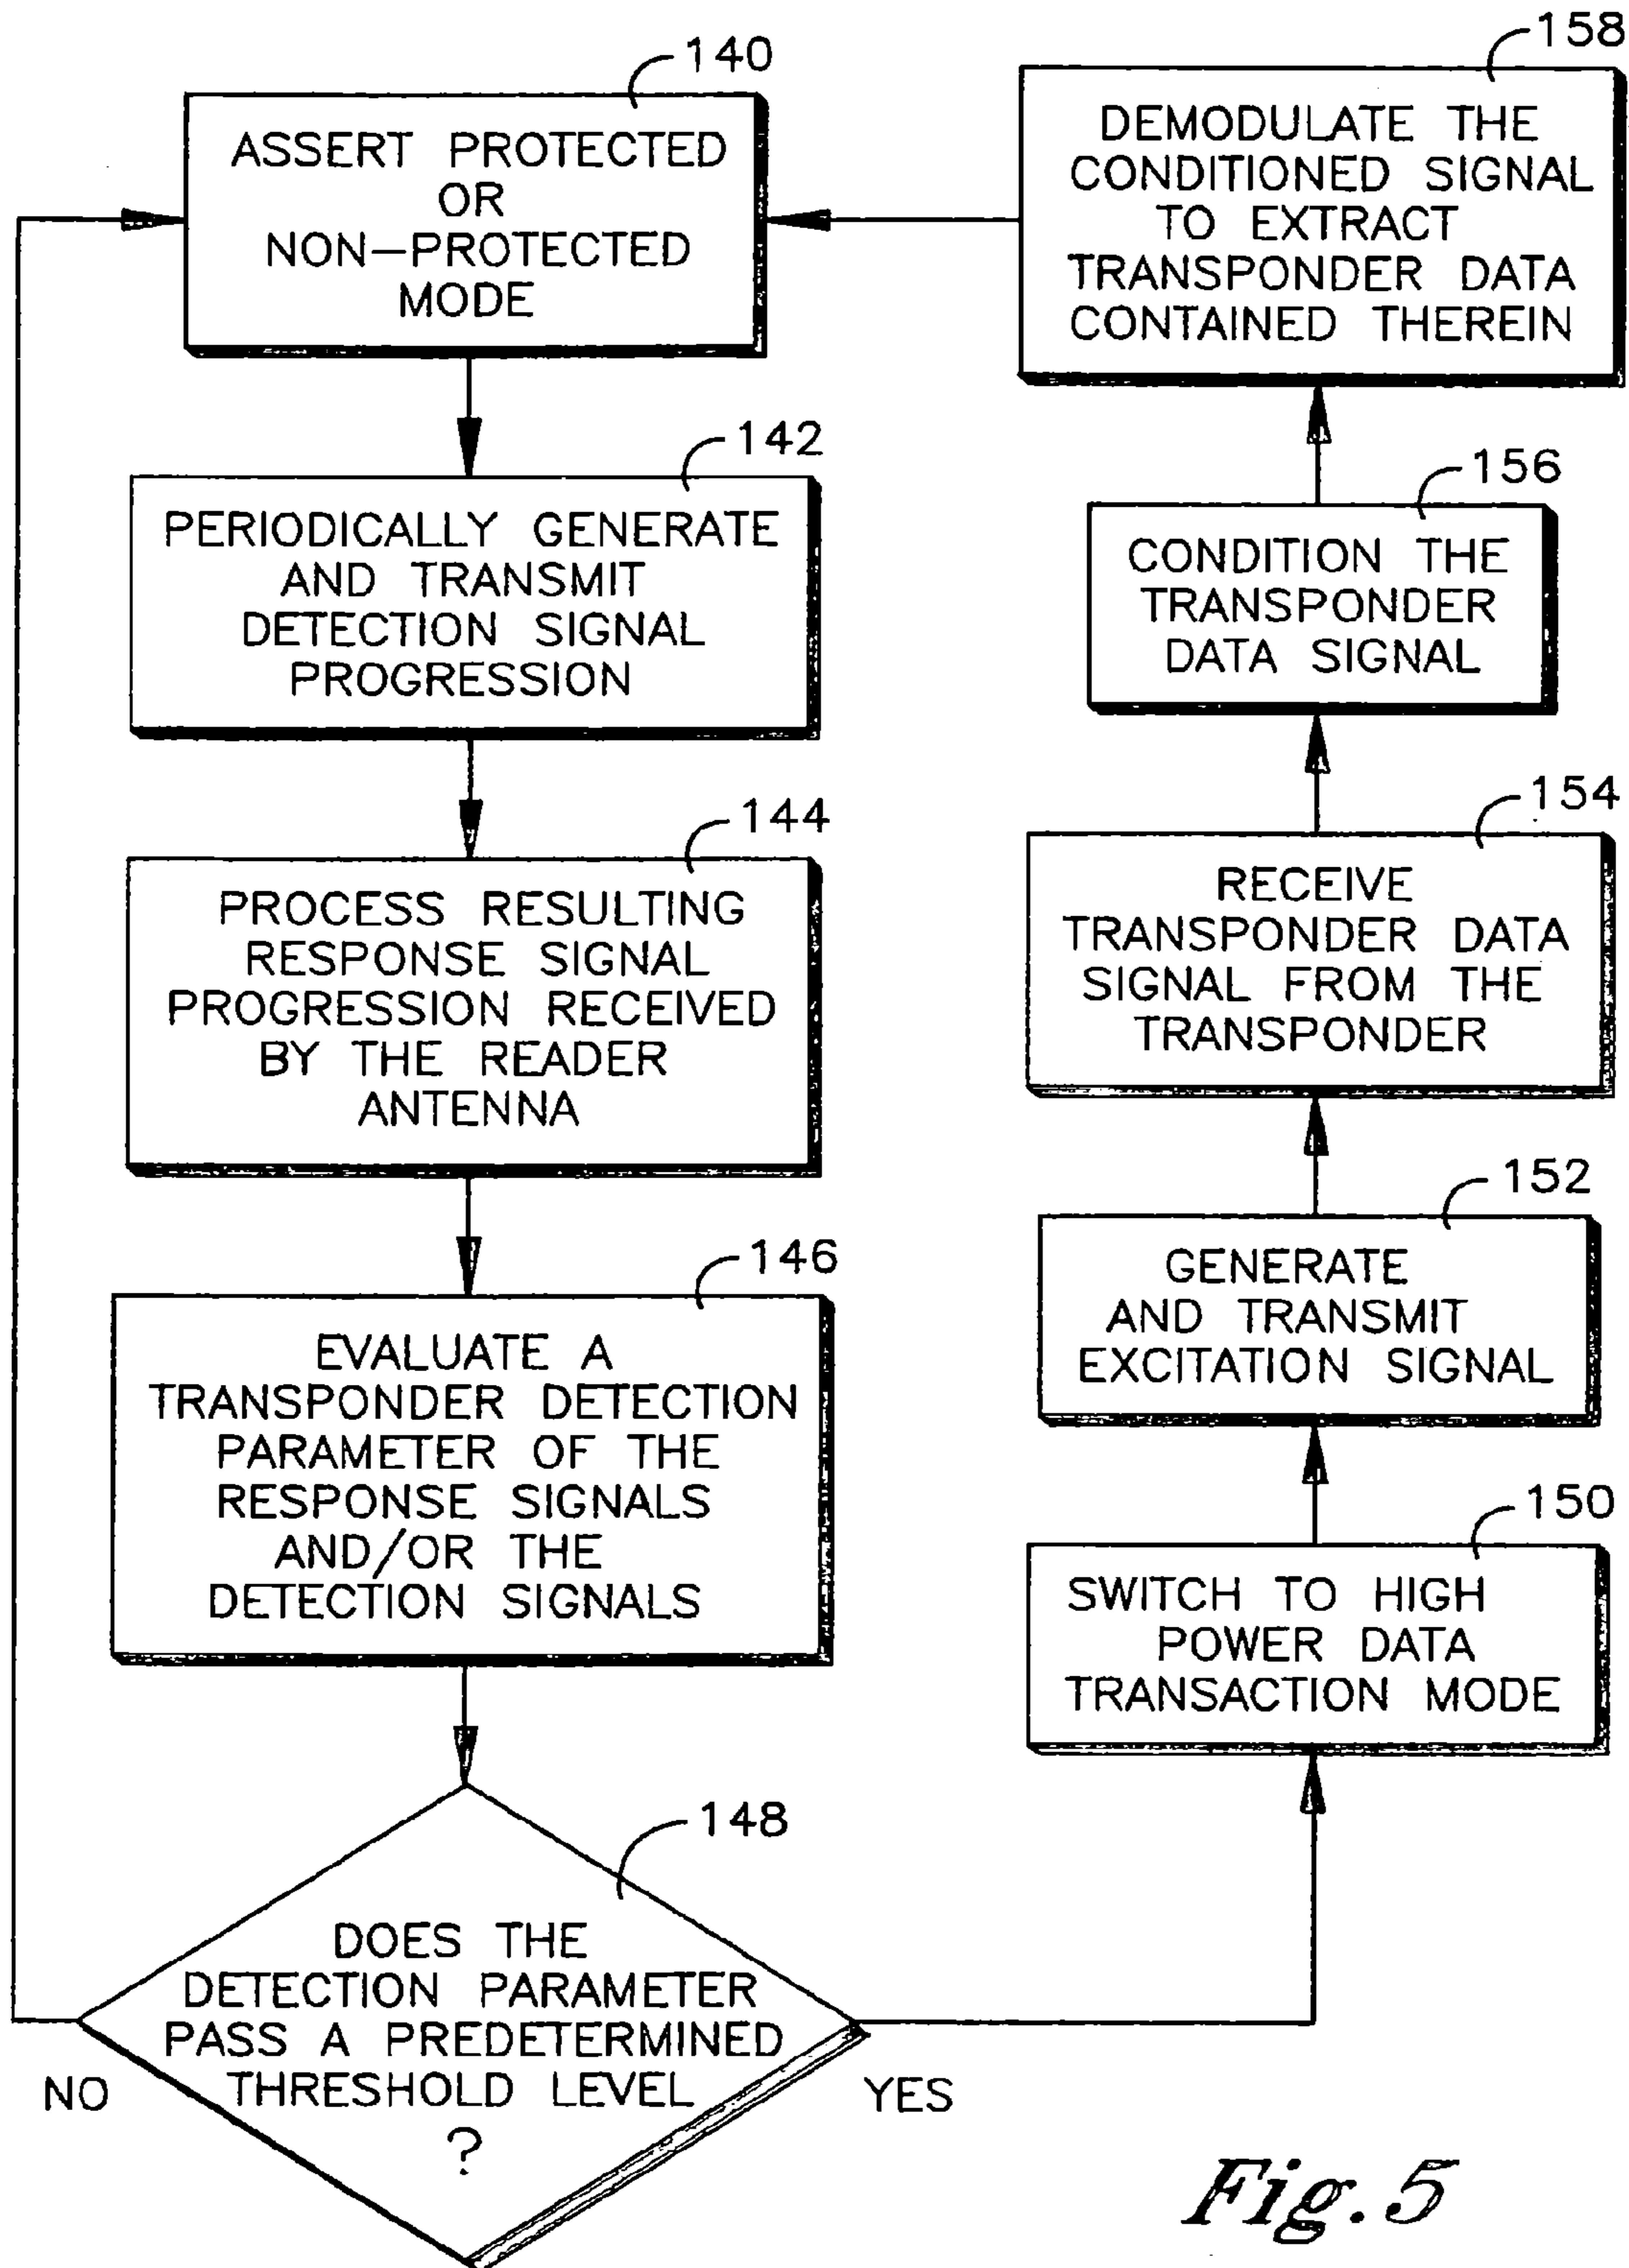 140
ASSERT PROTECTED
OR
NON-PROTECTED
MODE
142
PERIODICALLY GENERATE
AND TRANSMIT
DETECTION SIGNAL
PROGRESSION
144
PROCESS RESULTING
RESPONSE SIGNAL
PROGRESSION RECEIVED
BY THE READER
ANTENNA
146
EVALUATE A
TRANSPONDER DETECTION
PARAMETER OF THE
RESPONSE SIGNALS
AND/OR THE
DETECTION SIGNALS
148
DOES THE
DETECTION PARAMETER
PASS A PREDETERMINED
THRESHOLD LEVEL
?
NO
YES
150
SWITCH TO HIGH
POWER DATA
TRANSACTION MODE
152
GENERATE
AND TRANSMIT
EXCITATION SIGNAL
154
RECEIVE
TRANSPONDER DATA
SIGNAL FROM THE
TRANSPONDER
156
CONDITION THE
TRANSPONDER
DATA SIGNAL
158
DEMODULATE THE
CONDITIONED SIGNAL
TO EXTRACT
TRANSPONDER DATA
CONTAINED THEREIN
Fig. 5